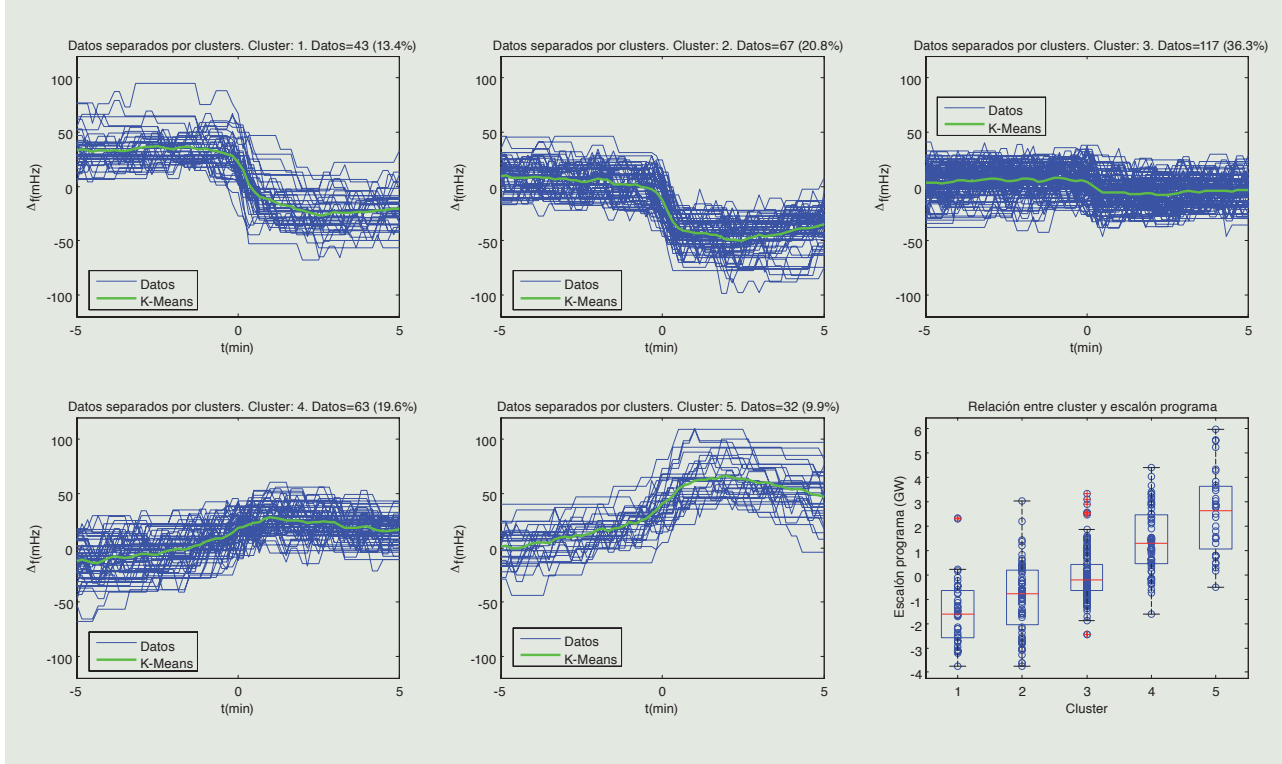 Datos separados por clusters. Cluster: 1. Datos=43 (13.4%)
100
50
0
-50
-100
Δf(mHz)
Datos
K-Means
-5
0
5
t(min)
Datos separados por clusters. Cluster: 2. Datos=67 (20.8%)
100
50
0
-50
-100
Δf(mHz)
Datos
K-Means
-5
0
5
t(min)
Datos separados por clusters. Cluster: 3. Datos=117 (36.3%)
100
50
0
-50
-100
Δf(mHz)
Datos
K-Means
-5
0
5
t(min)
Datos separados por clusters. Cluster: 4. Datos=63 (19.6%)
100
50
0
-50
-100
Δf(mHz)
Datos
K-Means
-5
0
5
t(min)
Datos separados por clusters. Cluster: 5. Datos=32 (9.9%)
100
50
0
-50
-100
Δf(mHz)
Datos
K-Means
-5
0
5
t(min)
Relación entre cluster y escalón programa
6
5
4
3
2
1
0
-1
-2
-3
-4
Escalón programa (GW)
1
2
3
4
5
Cluster